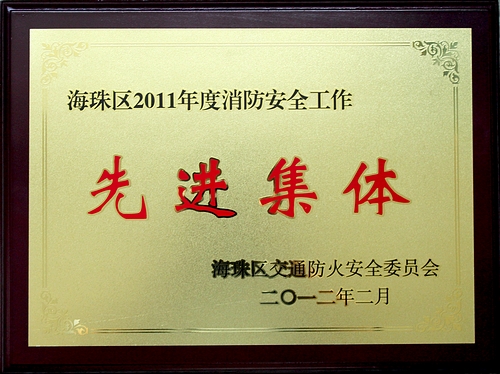 海珠区2011年度消防安全工作
先进集体
海珠区交通防火安全委员会
二〇一二年二月